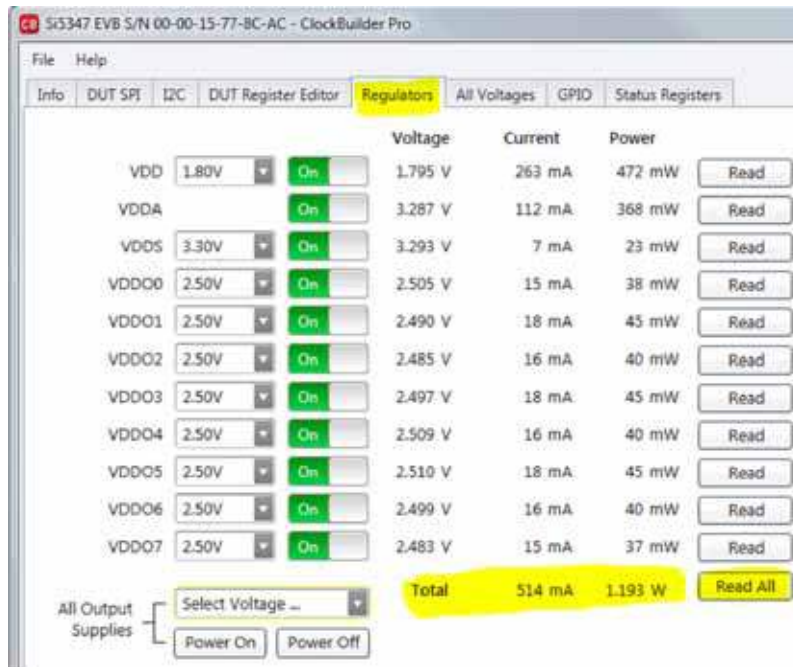 CB Si5347 EVB S/N 00-00-15-77-8C-AC - ClockBuilder Pro
File Help
Info DUT SPI I2C DUT Register Editor Regulators All Voltages GPIO Status Registers
Voltage Current Power
VDD 1.80V On 1.795 V 263 mA 472 mW Read
VDDA On 3.287 V 112 mA 368 mW Read
VDDS 3.30V On 3.293 V 7 mA 23 mW Read
VDDO0 2.50V On 2.505 V 15 mA 38 mW Read
VDDO1 2.50V On 2.490 V 18 mA 45 mW Read
VDDO2 2.50V On 2.485 V 16 mA 40 mW Read
VDDO3 2.50V On 2.497 V 18 mA 45 mW Read
VDDO4 2.50V On 2.509 V 16 mA 40 mW Read
VDDO5 2.50V On 2.510 V 18 mA 45 mW Read
VDDO6 2.50V On 2.499 V 16 mA 40 mW Read
VDDO7 2.50V On 2.483 V 15 mA 37 mW Read
Total 514 mA 1.193 W Read All
All Output Supplies Select Voltage ...
Power On Power Off